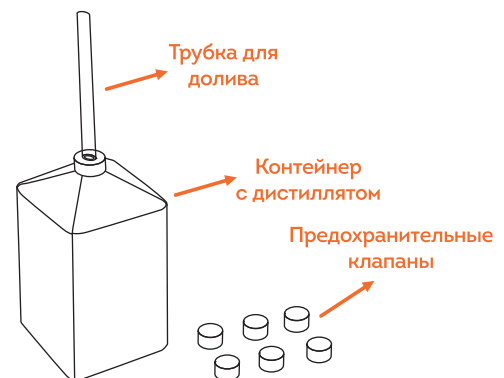 Трубка для
долива
Контейнер
с дистиллятом
Предохранительные
клапаны